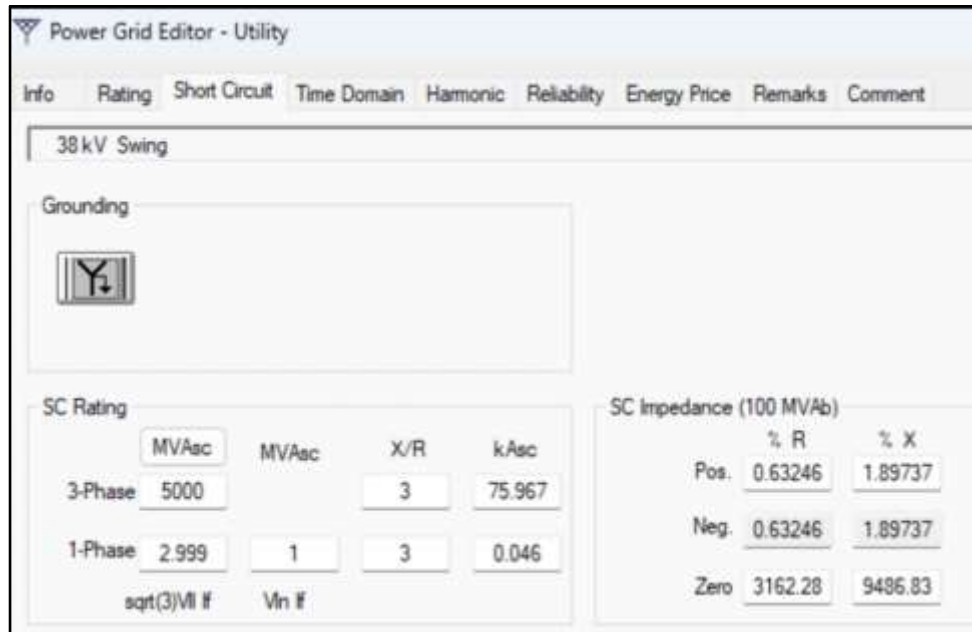 Power Grid Editor - Utility
Info Rating Short Circuit Time Domain Harmonic Reliability Energy Price Remarks Comment
38 kV Swing
Grounding
SC Rating
MVAsc MVAsc X/R kAsc
3-Phase 5000 3 75.967
1-Phase 2.999 1 3 0.046
sqrt(3)Vll If Vln If
SC Impedance (100 MVAb)
% R % X
Pos. 0.63246 1.89737
Neg. 0.63246 1.89737
Zero 3162.28 9486.83